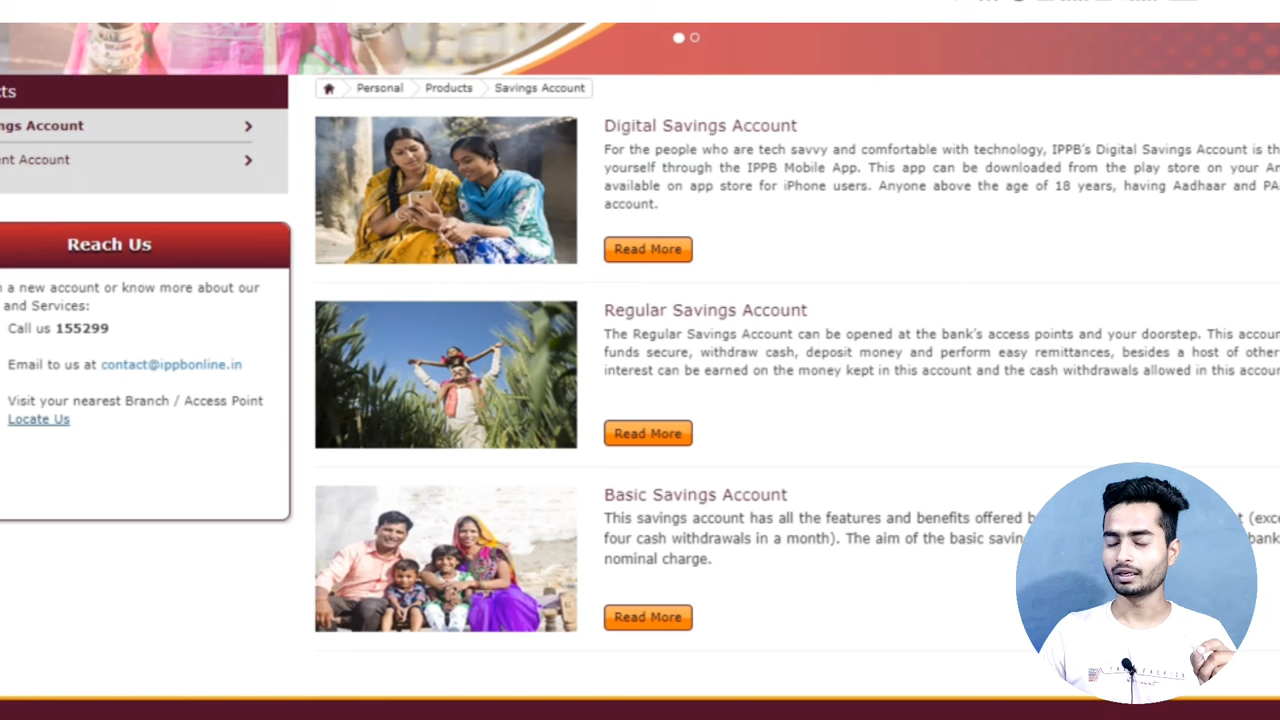 Personal
Products
Savings Account
Account
Account
Reach Us
a new account or know more about our
and Services:
Call us 155299
Email to us at contact@ippbonline.in
Visit your nearest Branch / Access Point
Locate Us
Digital Savings Account
For the people who are tech savvy and comfortable with technology, IPPB's Digital Savings Account is
yourself through the IPPB Mobile App. This app can be downloaded from the play store on your
available on app store for iPhone users. Anyone above the age of 18 years, having Aadhaar and
account.
Read More
Regular Savings Account
The Regular Savings Account can be opened at the bank's access points and your doorstep. This
funds secure, withdraw cash, deposit money and perform easy remittances, besides a host of other
interest can be earned on the money kept in this account and the cash withdrawals allowed in this
Read More
Basic Savings Account
This savings account has all the features and benefits offered
four cash withdrawals in a month). The aim of the basic
nominal charge.
Read More